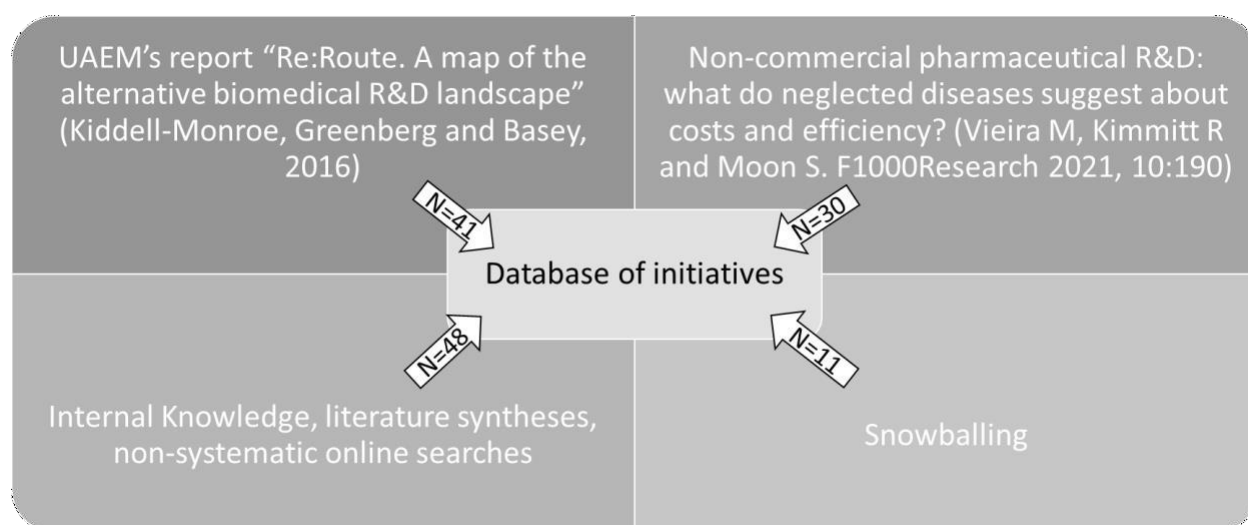 UAEM’s report “Re:Route. A map of the
alternative biomedical R&D landscape”
(Kiddell-Monroe, Greenberg and Basey,
2016)
Non-commercial pharmaceutical R&D:
what do neglected diseases suggest about
costs and efficiency? (Vieira M, Kimmitt R
and Moon S. F1000Research 2021, 10:190)
N=41
N=30
Database of initiatives
N=48
N=11
Internal Knowledge, literature syntheses,
non-systematic online searches
Snowballing